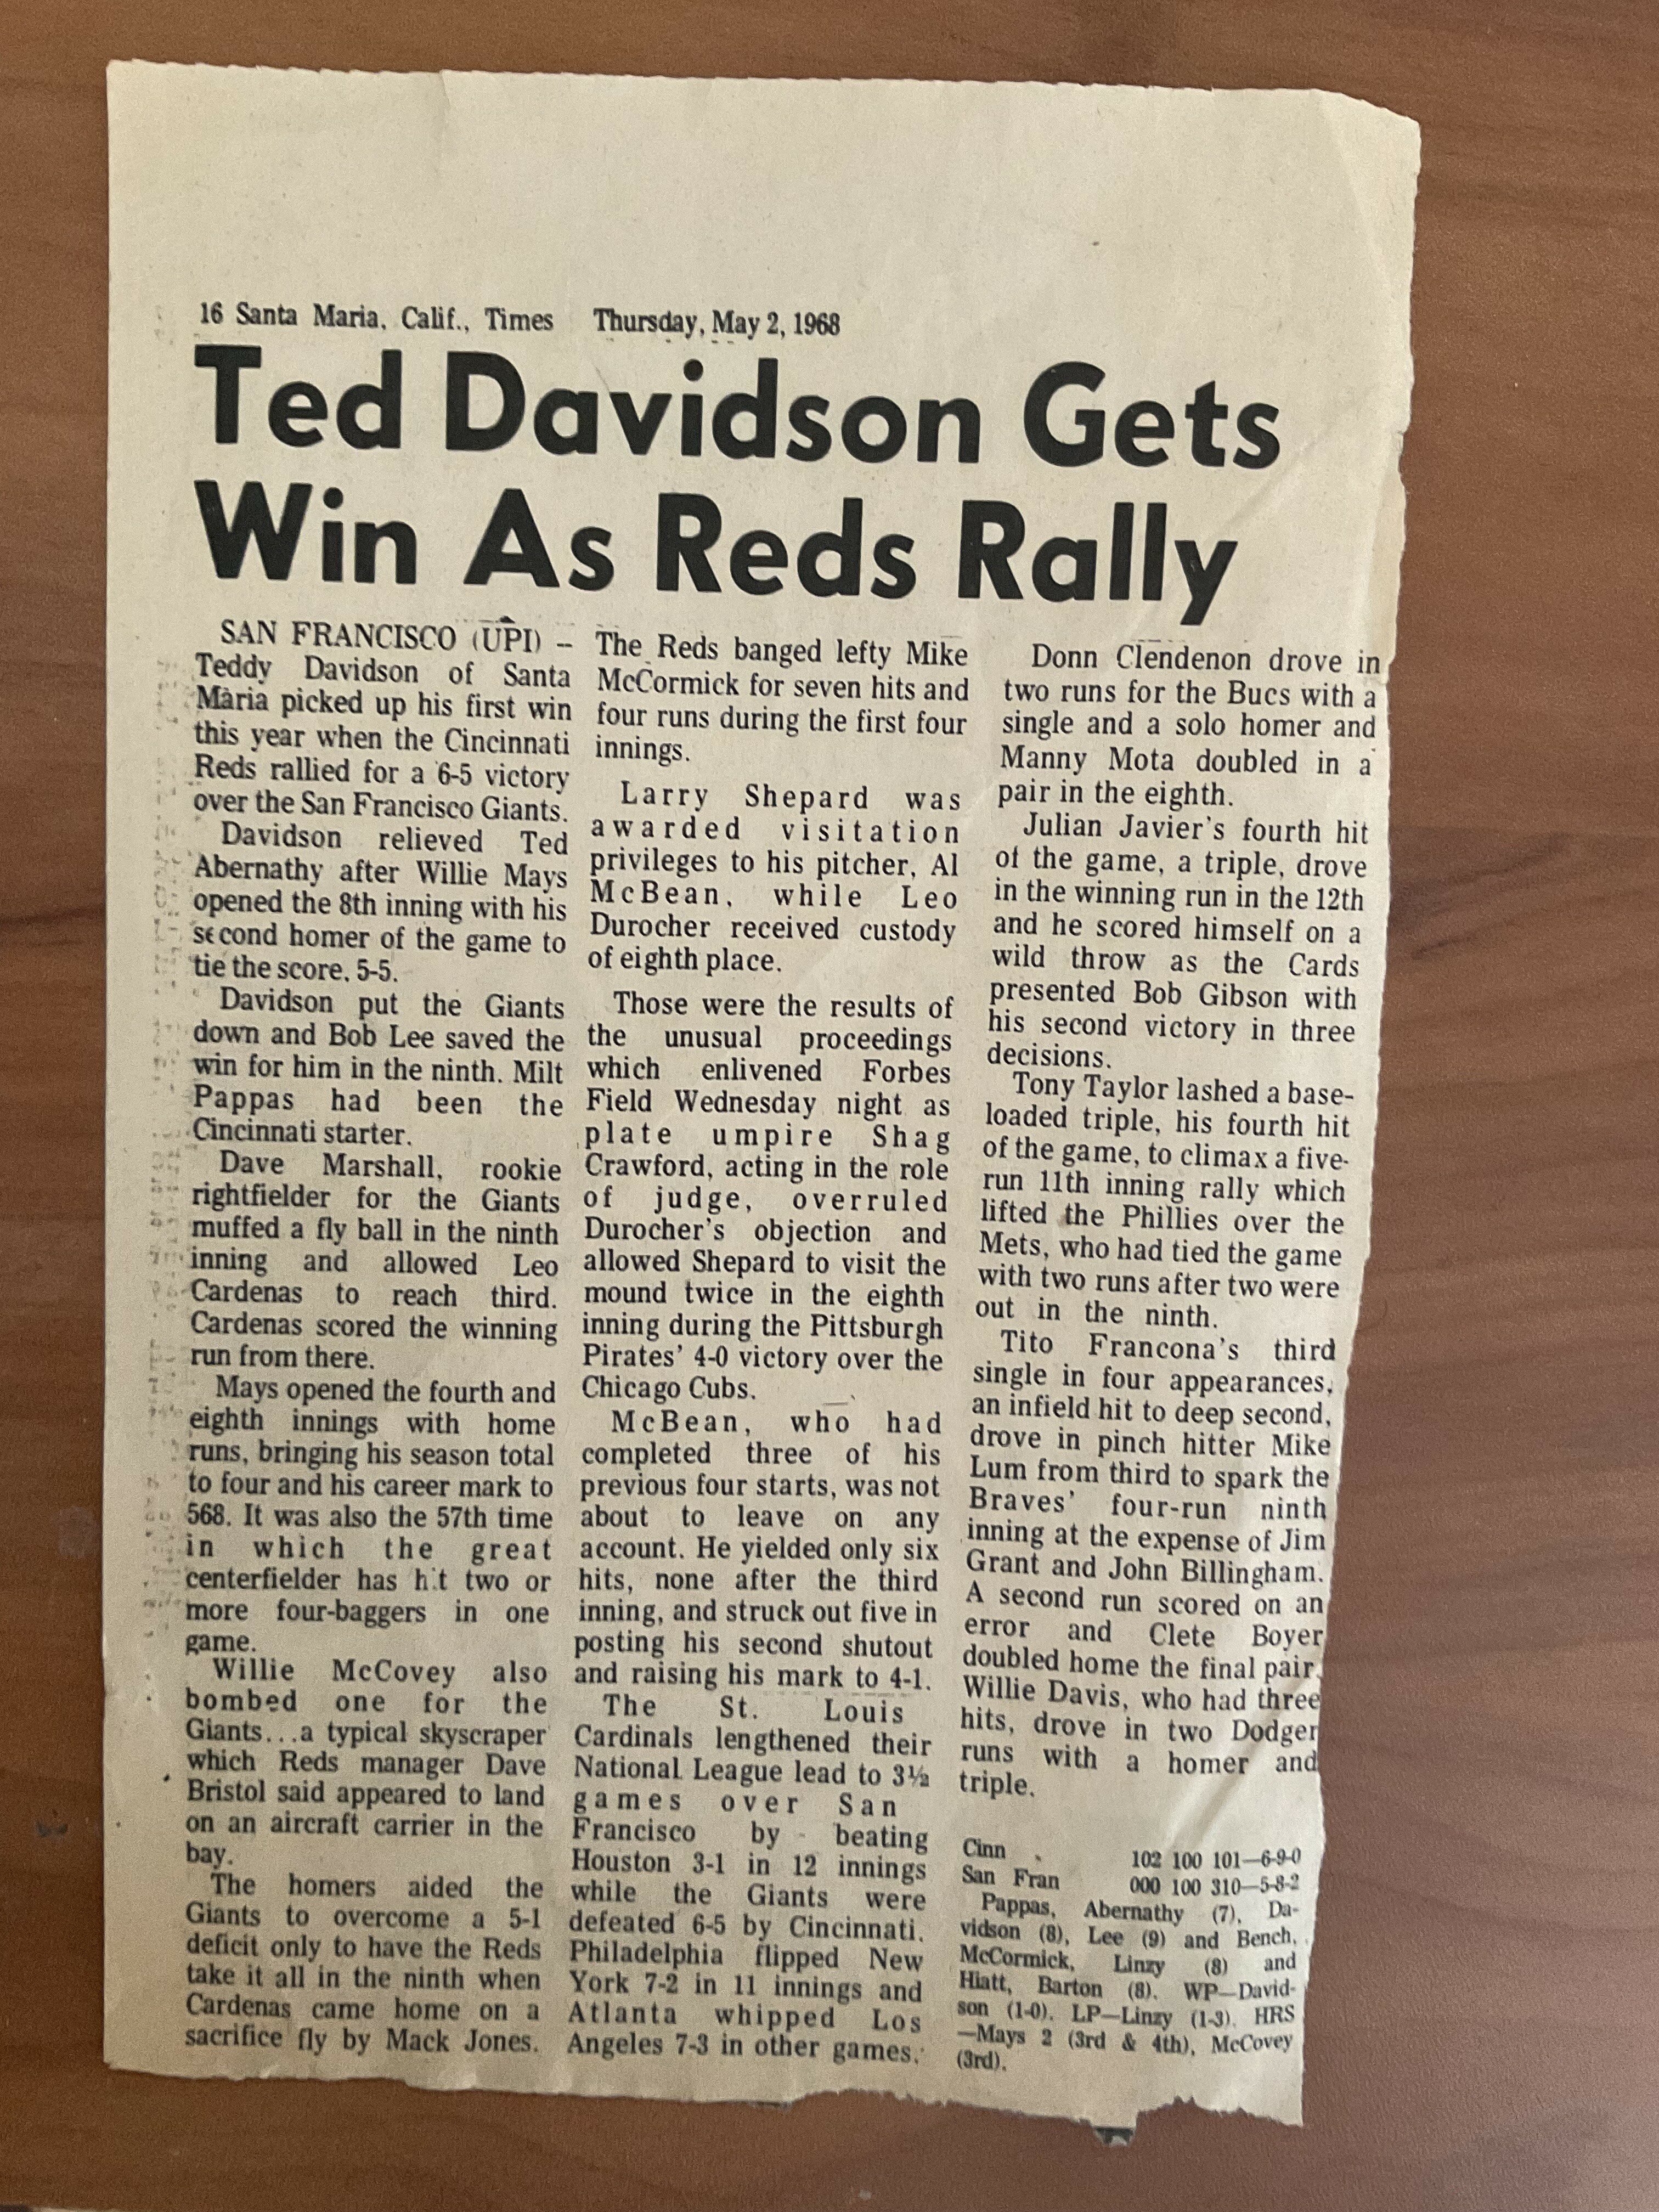 16 Santa Maria, Calif., Times Thursday, May 2, 1968
Ted Davidson Gets
Win As Reds Rally
SAN FRANCISCO (UPI) –
Teddy Davidson of Santa
Maria picked up his first win
this year when the Cincinnati
Reds rallied for a 6-5 victory
over the San Francisco Giants.
Davidson relieved Ted
Abernathy after Willie Mays
opened the 8th inning with his
second homer of the game to
tie the score, 5-5.
Davidson put the Giants
down and Bob Lee saved the
win for him in the ninth. Milt
Pappas had been the
Cincinnati starter.
Dave Marshall, rookie
rightfielder for the Giants
muffed a fly ball in the ninth
inning and allowed Leo
Cardenas to reach third.
Cardenas scored the winning
run from there.
Mays opened the fourth and
eighth innings with home
runs, bringing his season total
to four and his career mark to
568. It was also the 57th time
in which the great
centerfielder has hit two or
more four-baggers in one
game.
Willie McCovey also
bombed one for the
Giants...a typical skyscraper
which Reds manager Dave
Bristol said appeared to land
on an aircraft carrier in the
bay.
The homers aided the
Giants to overcome a 5-1
deficit only to have the Reds
take it all in the ninth when
Cardenas came home on a
sacrifice fly by Mack Jones.
The Reds banged lefty Mike
McCormick for seven hits and
four runs during the first four
innings.
Larry Shepard was
awarded visitation
privileges to his pitcher, Al
McBean, while Leo
Durocher received custody
of eighth place.
Those were the results of
the unusual proceedings
which enlivened Forbes
Field Wednesday night as
plate umpire Shag
Crawford, acting in the role
of judge, overruled
Durocher's objection and
allowed Shepard to visit the
mound twice in the eighth
inning during the Pittsburgh
Pirates' 4-0 victory over the
Chicago Cubs.
McBean, who had
completed three of his
previous four starts, was not
about to leave on any
account. He yielded only six
hits, none after the third
inning, and struck out five in
posting his second shutout
and raising his mark to 4-1.
The St. Louis
Cardinals lengthened their
National League lead to 3½
games over San
Francisco by beating
Houston 3-1 in 12 innings
while the Giants were
defeated 6-5 by Cincinnati.
Philadelphia flipped New
York 7-2 in 11 innings and
Atlanta whipped Los
Angeles 7-3 in other games.
Donn Clendenon drove in
two runs for the Bucs with a
single and a solo homer and
Manny Mota doubled in a
pair in the eighth.
Julian Javier's fourth hit
of the game, a triple, drove
in the winning run in the 12th
and he scored himself on a
wild throw as the Cards
presented Bob Gibson with
his second victory in three
decisions.
Tony Taylor lashed a base-
loaded triple, his fourth hit
of the game, to climax a five-
run 11th inning rally which
lifted the Phillies over the
Mets, who had tied the game
with two runs after two were
out in the ninth.
Tito Francona's third
single in four appearances,
an infield hit to deep second,
drove in pinch hitter Mike
Lum from third to spark the
Braves' four-run ninth
inning at the expense of Jim
Grant and John Billingham.
A second run scored on an
error and Clete Boyer
doubled home the final pair.
Willie Davis, who had three
hits, drove in two Dodger
runs with a homer and
triple.
Cinn 102 100 101—6-9-0
San Fran 000 100 310—5-8-2
Pappas, Abernathy (7), Da-
vidson (8), Lee (9) and Bench,
McCormick, Linzy (8) and
Hiatt, Barton (8). WP—David-
son (1-0). LP—Linzy (1-3). HRS
—Mays 2 (3rd & 4th), McCovey
(3rd).